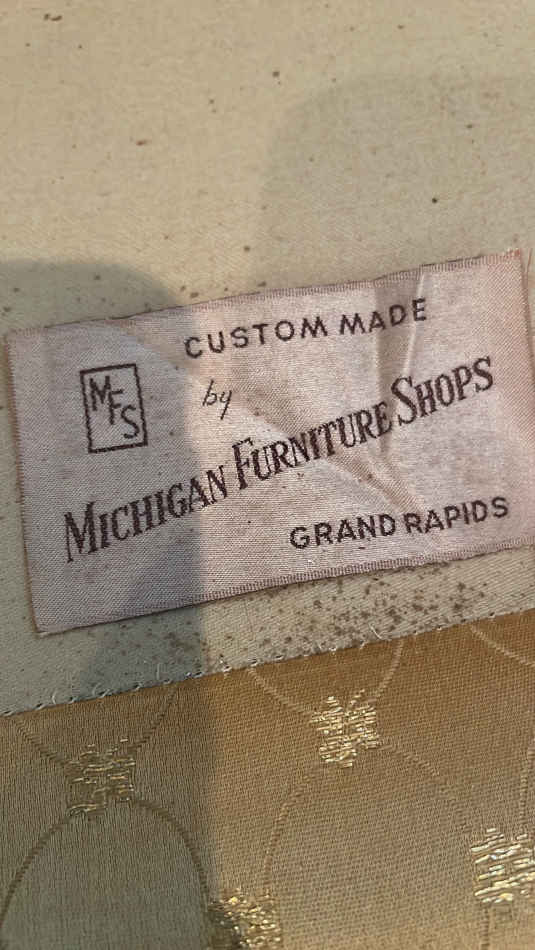 CUSTOM MADE
MFS
by
MICHIGAN FURNITURE SHOPS
GRAND RAPIDS